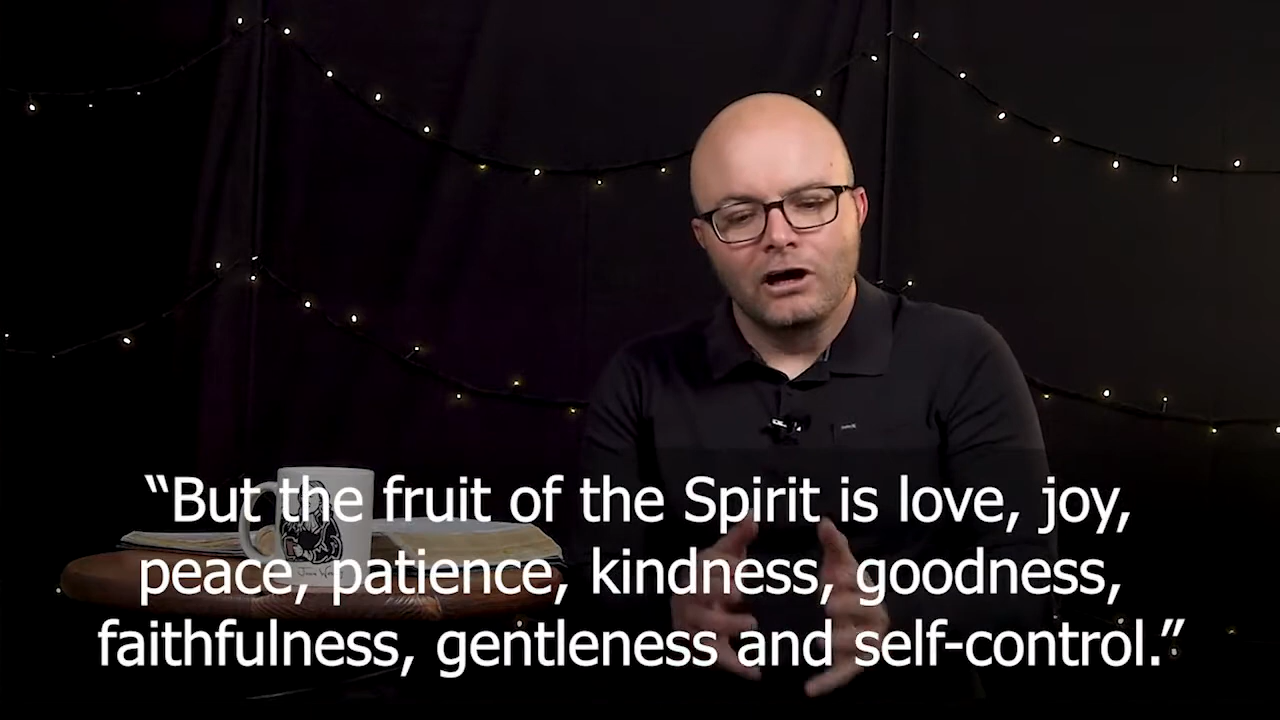 “But the fruit of the Spirit is love, joy,
peace, patience, kindness, goodness,
faithfulness, gentleness and self-control.”